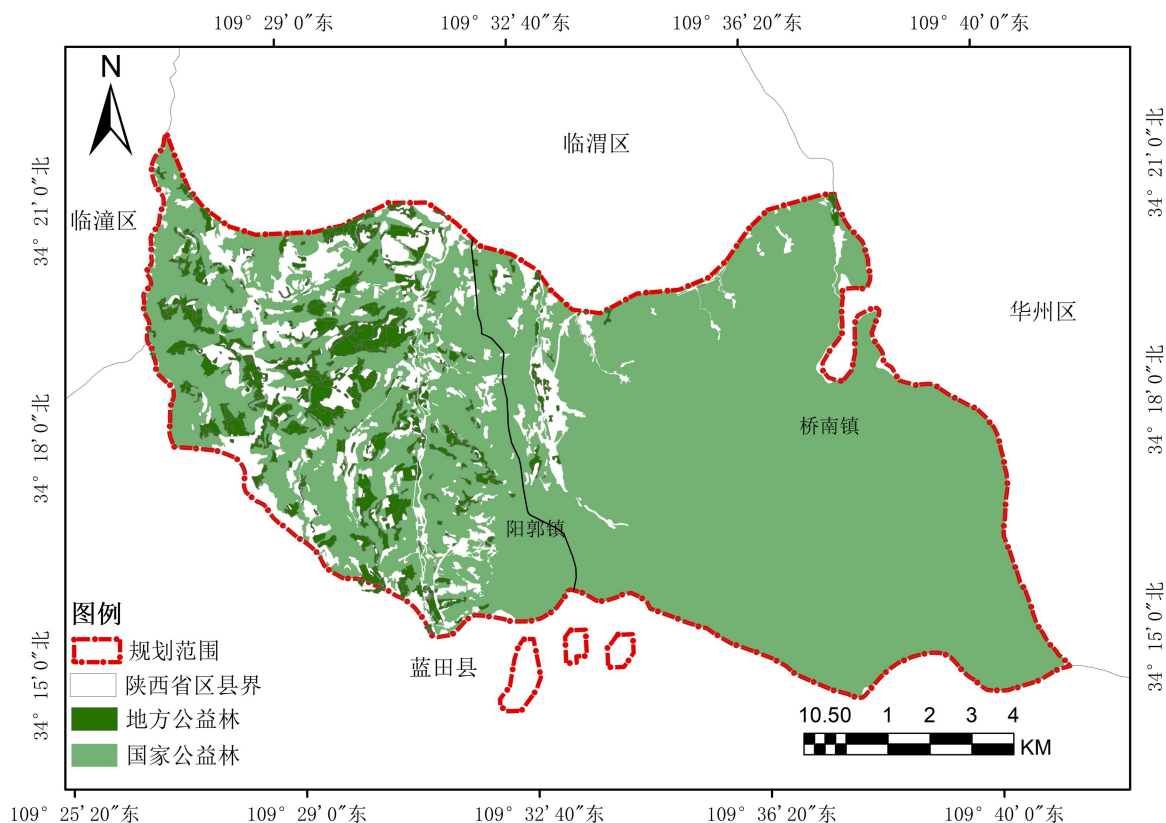 109° 29′0″东
109° 32′40″东
109° 36′20″东
109° 40′0″东
N
临渭区
34° 21′0″北
34° 21′0″北
临潼区
华州区
34° 18′0″北
34° 18′0″北
桥南镇
阳郭镇
34° 15′0″北
34° 15′0″北
蓝田县
图例
规划范围
陕西省区县界
地方公益林
国家公益林
10.50 1 2 3 4
KM
109° 25′20″东
109° 29′0″东
109° 32′40″东
109° 36′20″东
109° 40′0″东